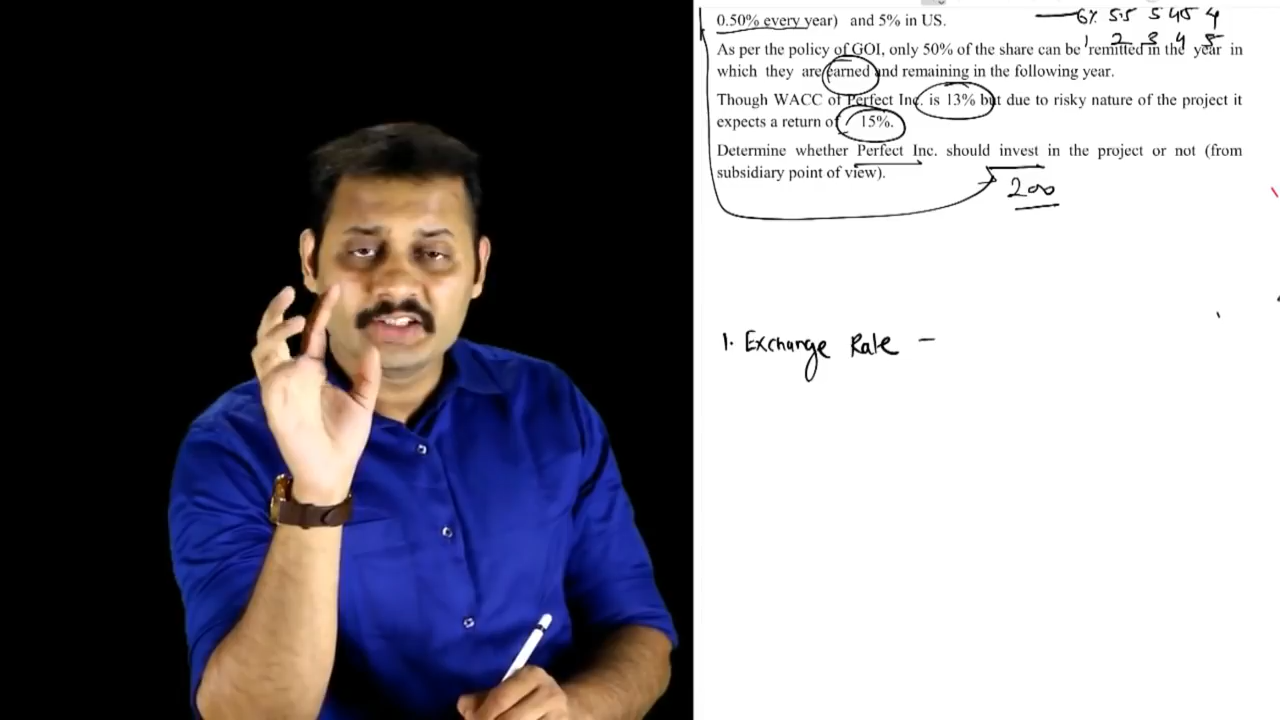 0.50% every year) and 5% in US.
6% 5.5 5 4.5 4
1 2 3 4 5
As per the policy of GOI, only 50% of the share can be remitted in the year in
which they are earned and remaining in the following year.
Though WACC of Perfect Inc. is 13% but due to risky nature of the project it
expects a return of 15%.
Determine whether Perfect Inc. should invest in the project or not (from
subsidiary point of view).
200
1. Exchange Rate -